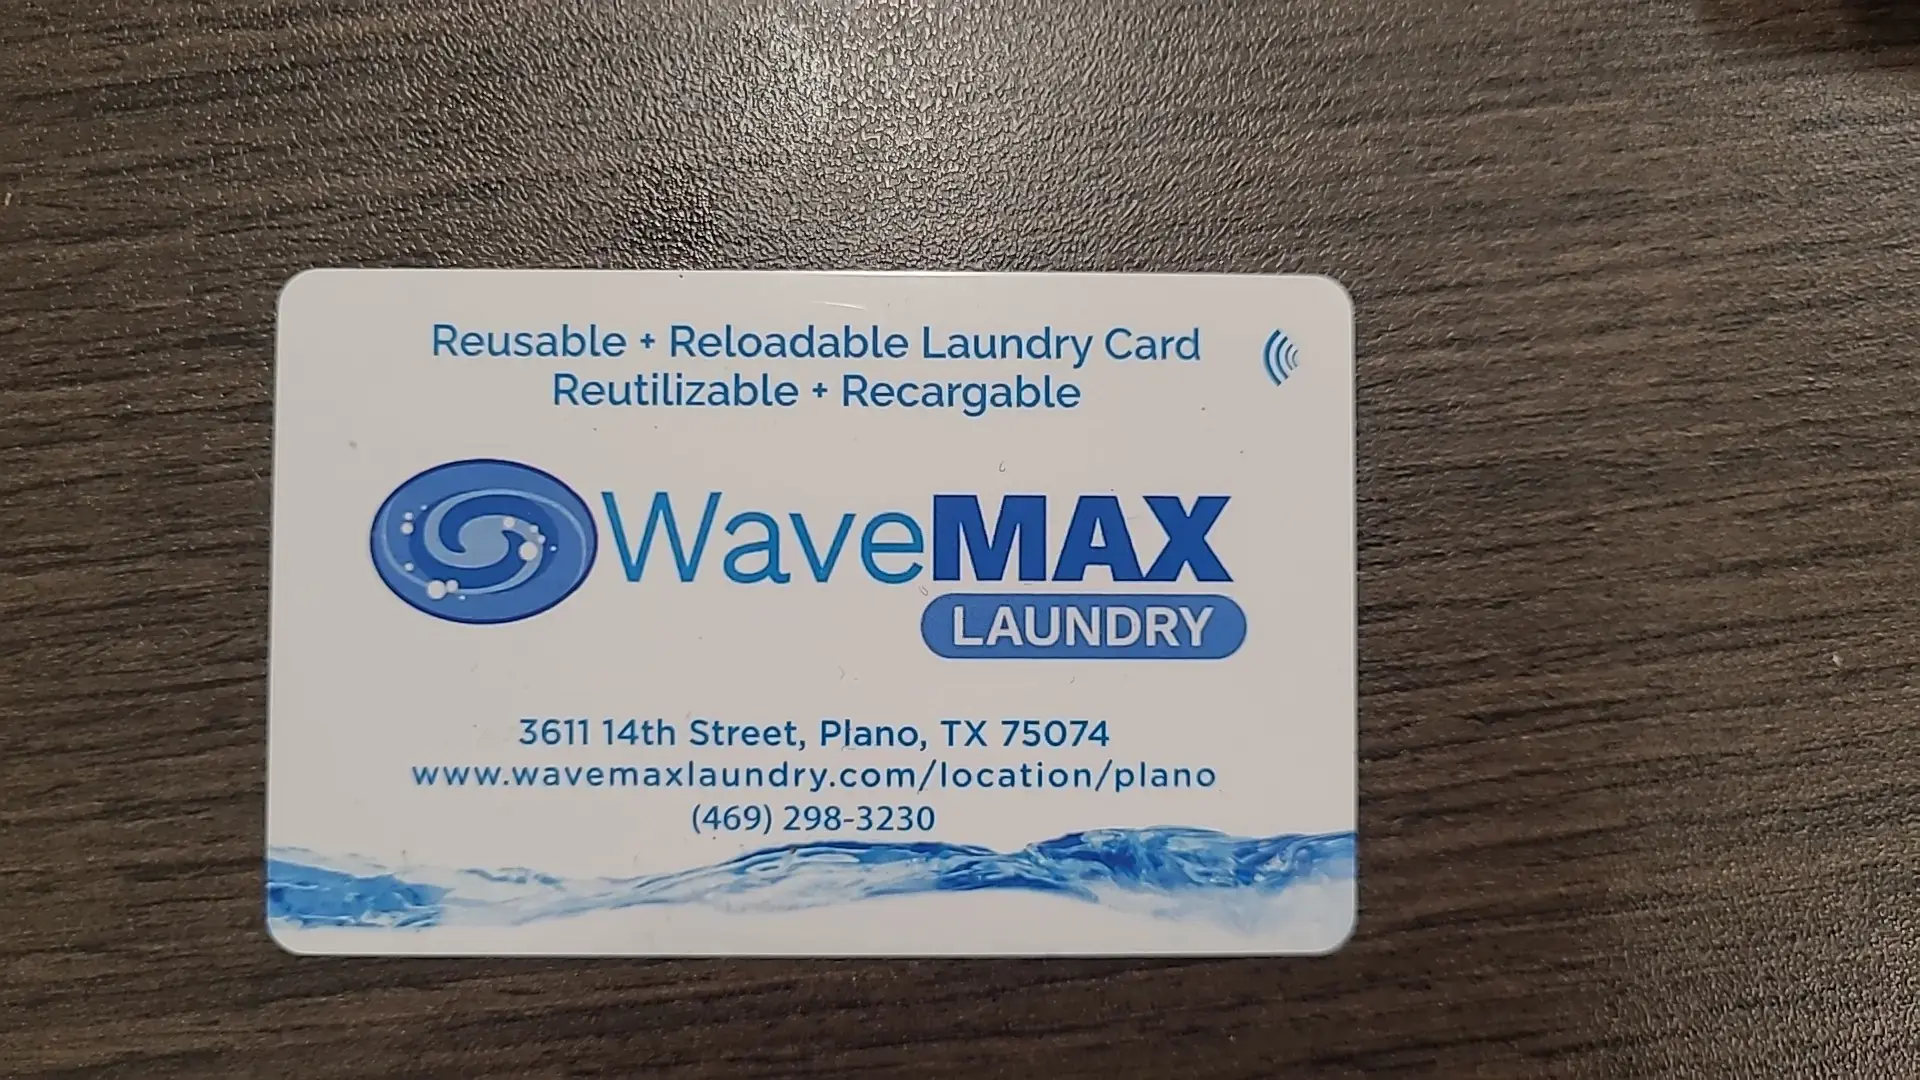 Reusable + Reloadable Laundry Card
Reutilizable + Recargable
WaveMAX
LAUNDRY
3611 14th Street, Plano, TX 75074
www.wavemaxlaundry.com/location/plano
(469) 298-3230